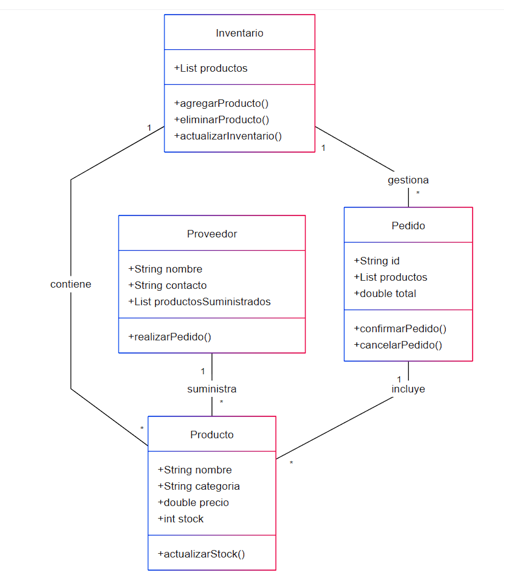 Inventario
+List productos
+agregarProducto()
+eliminarProducto()
+actualizarInventario()
1
1
gestiona
*
Pedido
+String id
+List productos
+double total
+confirmarPedido()
+cancelarPedido()
Proveedor
+String nombre
+String contacto
+List productosSuministrados
+realizarPedido()
contiene
1
suministra
*
1
incluye
*
*
Producto
+String nombre
+String categoria
+double precio
+int stock
+actualizarStock()